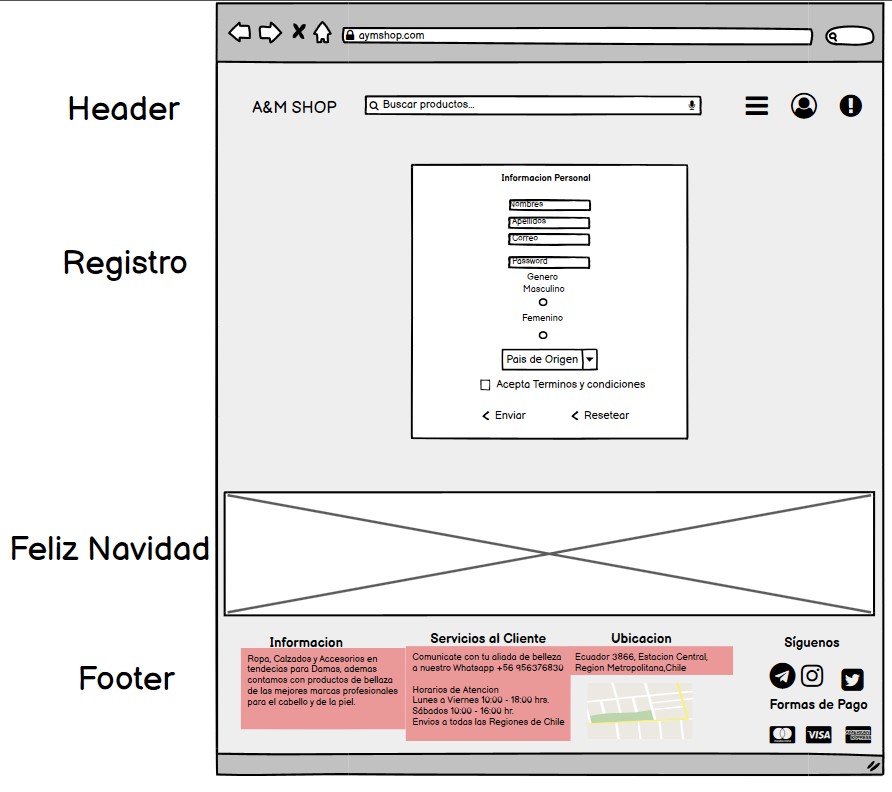 aymshop.com
Header
A&M SHOP
Buscar productos...
Registro
Informacion Personal
Nombres
Apellidos
Correo
Password
Genero
Masculino
Femenino
Pais de Origen
Acepta Terminos y condiciones
Enviar
Resetear
Feliz Navidad
Footer
Informacion
Ropa, Calzados y Accesorios en
tendecias para Damas, ademas
contamos con productos de bellaza
de las mejores marcas profesionales
para el cabello y de la piel.
Servicios al Cliente
Comunicate con tu aliada de belleza
a nuestro Whatsapp +56 956376830
Horarios de Atencion
Lunes a Viernes 10:00 - 18:00 hrs.
Sábados 10:00 - 16:00 hr.
Envios a todas las Regiones de Chile
Ubicacion
Ecuador 3866, Estacion Central,
Region Metropolitana,Chile
Síguenos
Formas de Pago
VISA